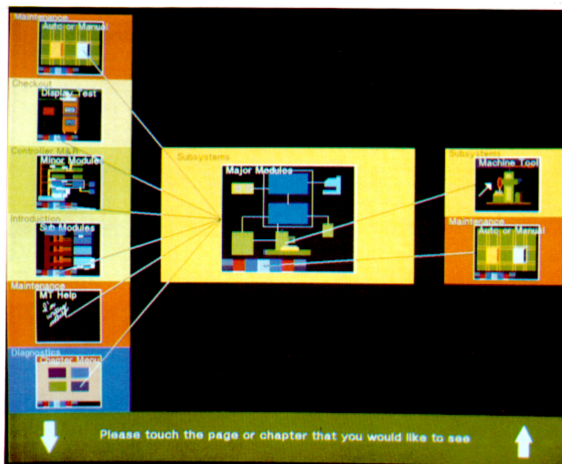 Maintenance
Auto or Manual
Checkout
Display Test
Controller M&R
Minor Modules
Introduction
Sub Modules
Maintenance
MT Help
Diagnostics
Chapter Menu
Subsystems
Major Modules
Subsystems
Machine Tool
Maintenance
Auto or Manual
Please touch the page or chapter that you would like to see